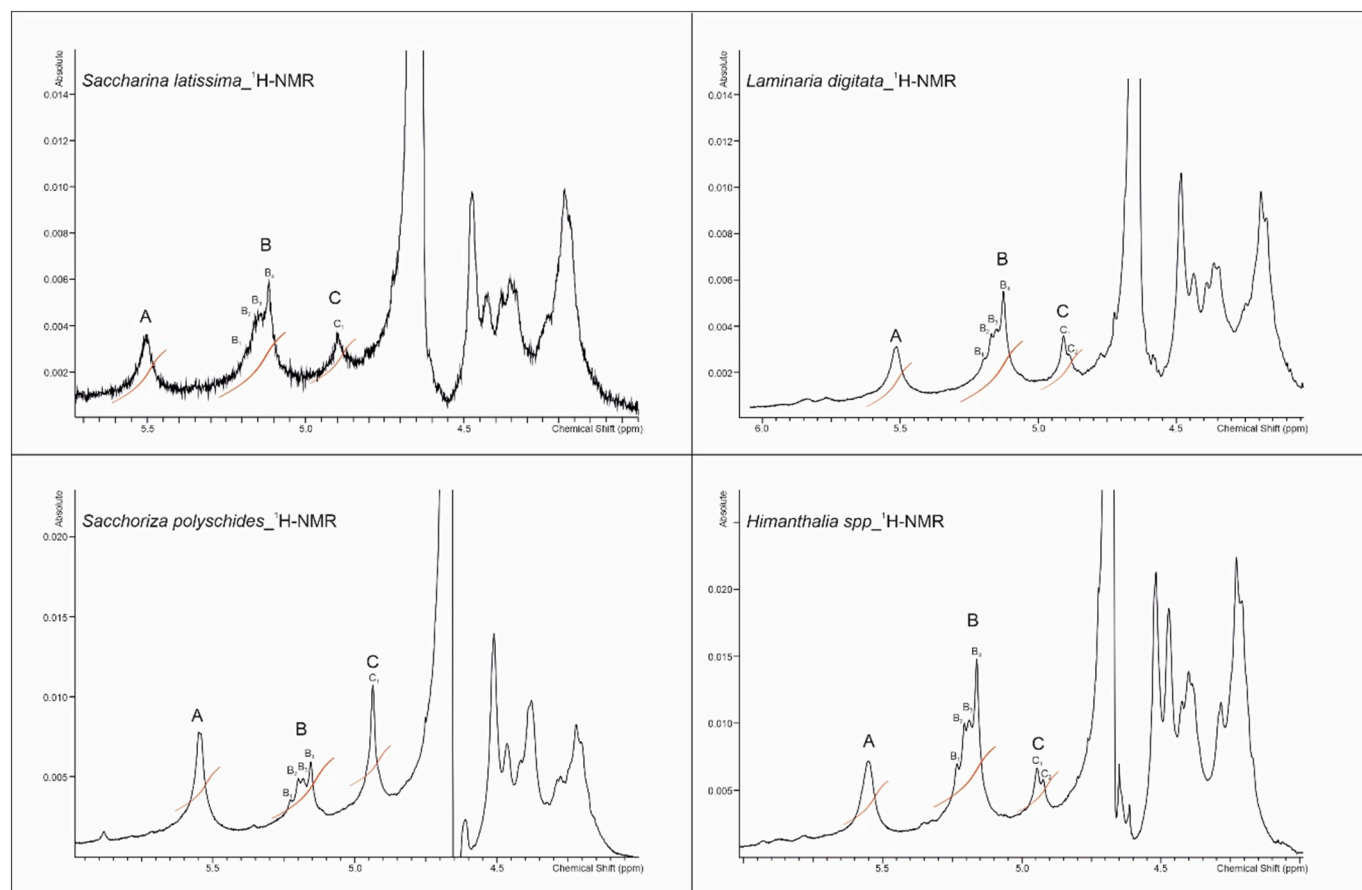 Absolute
Saccharina latissima_¹H-NMR
0.014
0.012
0.010
0.008
0.006
0.004
0.002
A
B
B₁
B₂
B₃
B₄
C
C₁
5.5
5.0
4.5
Chemical Shift (ppm)
Absolute
Laminaria digitata_¹H-NMR
0.014
0.012
0.010
0.008
0.006
0.004
0.002
A
B
B₁
B₂
B₃
B₄
C
C₁
C₂
6.0
5.5
5.0
4.5
Chemical Shift (ppm)
Absolute
Sacchoriza polyschides_¹H-NMR
0.020
0.015
0.010
0.005
A
B
B₁
B₂
B₃
B₄
C
C₁
5.5
5.0
4.5
Chemical Shift (ppm)
Absolute
Himanthalia spp_¹H-NMR
0.020
0.015
0.010
0.005
A
B
B₁
B₂
B₃
B₄
C
C₁
C₂
5.5
5.0
4.5
Chemical Shift (ppm)